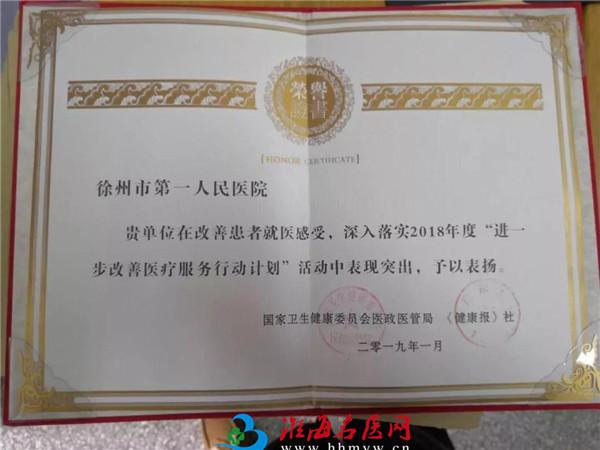 榮譽
證書
[HONOR CERTIFICATE]
徐州市第一人民医院
贵单位在改善患者就医感受，深入落实2018年度“进一
步改善医疗服务行动计划”活动中表现突出，予以表扬。
国家卫生健康委员会医政医管局 《健康报》社
二零一九年一月
淮海名医网
www.hhmyw.cn